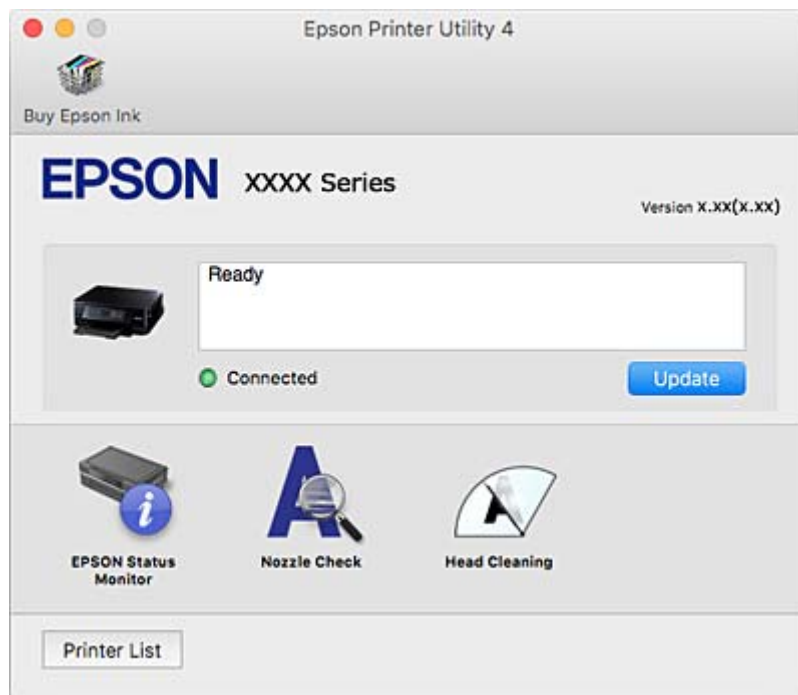 Epson Printer Utility 4
Buy Epson Ink
EPSON XXXX Series
Version X.XX(X.XX)
Ready
Connected
Update
EPSON Status
Monitor
Nozzle Check
Head Cleaning
Printer List